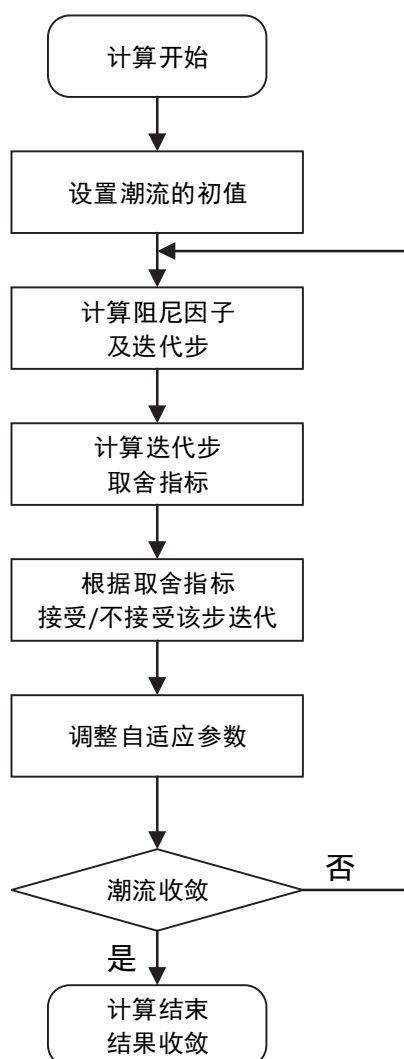 计算开始
设置潮流的初值
计算阻尼因子
及迭代步
计算迭代步
取舍指标
根据取舍指标
接受/不接受该步迭代
调整自适应参数
潮流收敛
否
是
计算结束
结果收敛